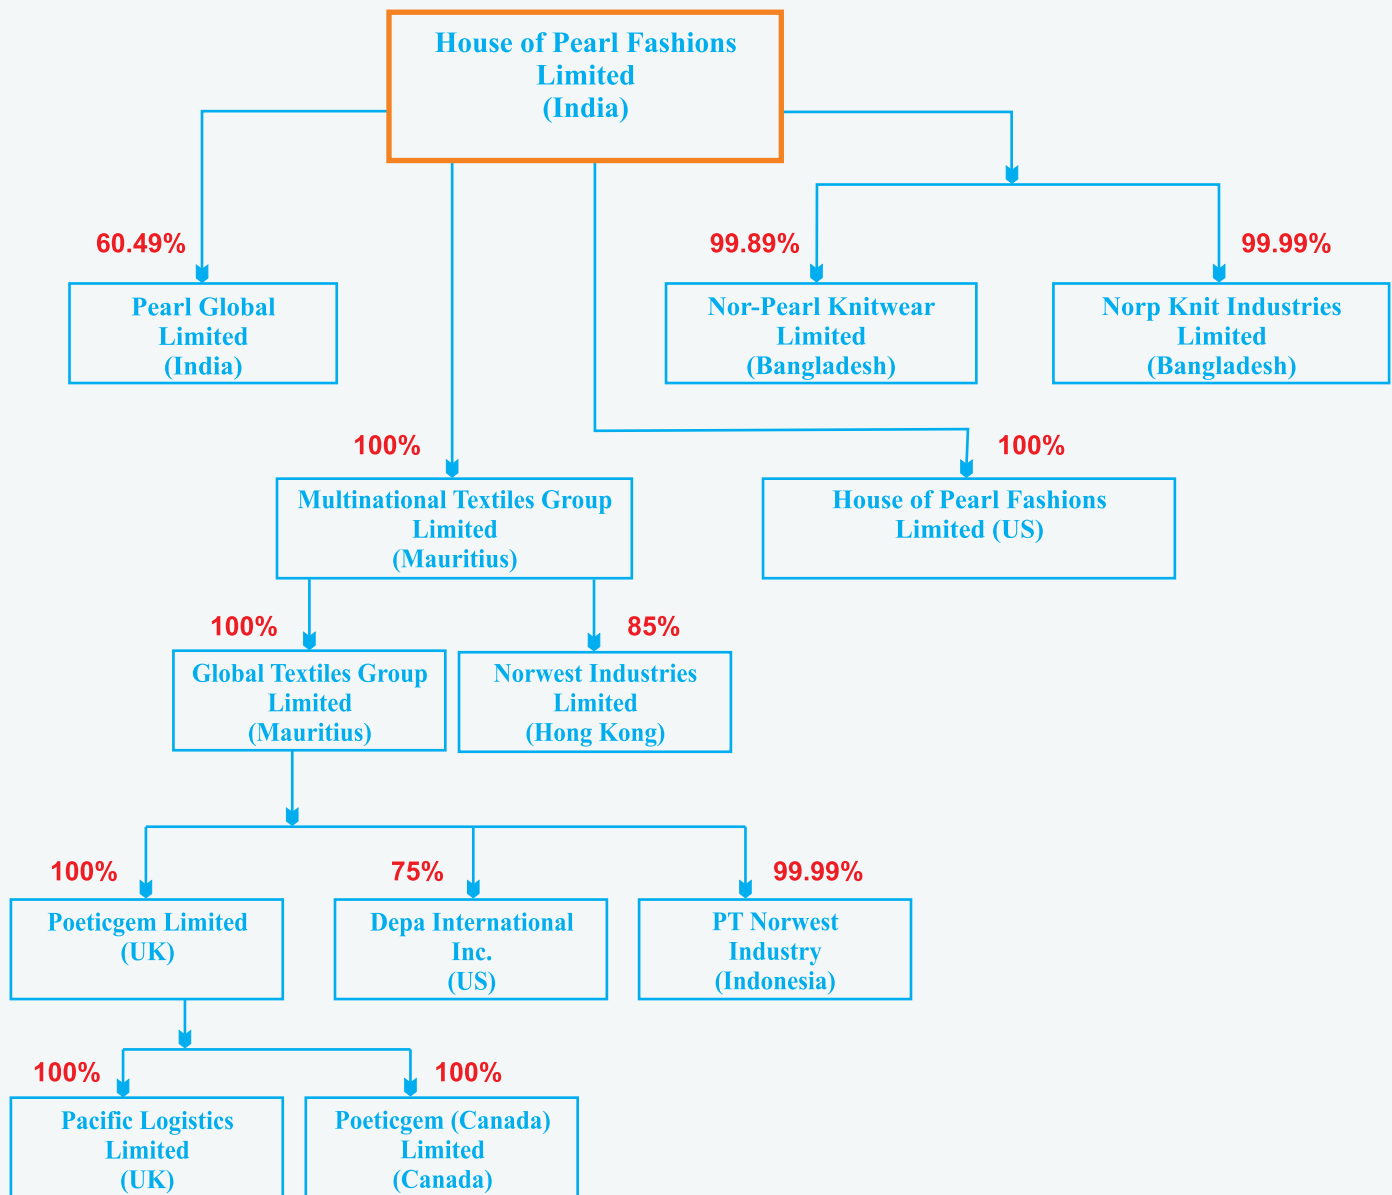 House of Pearl Fashions
Limited
(India)
60.49%
99.89%
99.99%
Pearl Global
Limited
(India)
Nor-Pearl Knitwear
Limited
(Bangladesh)
Norp Knit Industries
Limited
(Bangladesh)
100%
100%
Multinational Textiles Group
Limited
(Mauritius)
House of Pearl Fashions
Limited (US)
100%
85%
Global Textiles Group
Limited
(Mauritius)
Norwest Industries
Limited
(Hong Kong)
100%
75%
99.99%
Poeticgem Limited
(UK)
Depa International
Inc.
(US)
PT Norwest
Industry
(Indonesia)
100%
100%
Pacific Logistics
Limited
(UK)
Poeticgem (Canada)
Limited
(Canada)